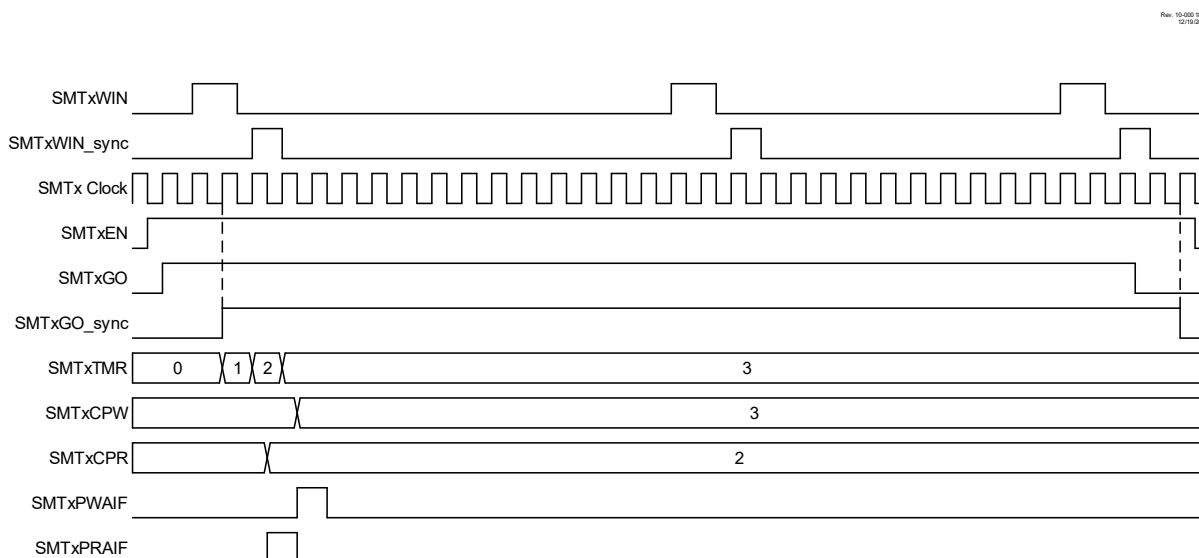 SMTxWIN
SMTxWIN_sync
SMTx Clock
SMTxEN
SMTxGO
SMTxGO_sync
SMTxTMR 0 1 2 3
SMTxCPW 3
SMTxCPR 2
SMTxPWAIF
SMTxPRAIF